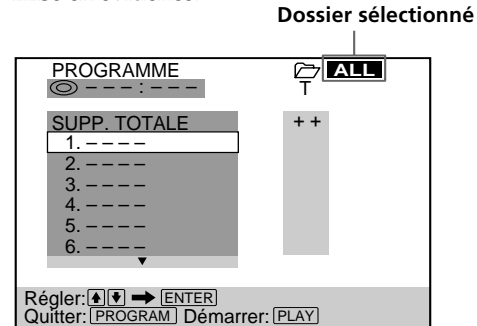 Dossier sélectionné
PROGRAMME ALL
– – – : – – – T
SUPP. TOTALE + +
1. – – – –
2. – – – –
3. – – – –
4. – – – –
5. – – – –
6. – – – –
Régler: ENTER
Quitter: PROGRAM Démarrer: PLAY